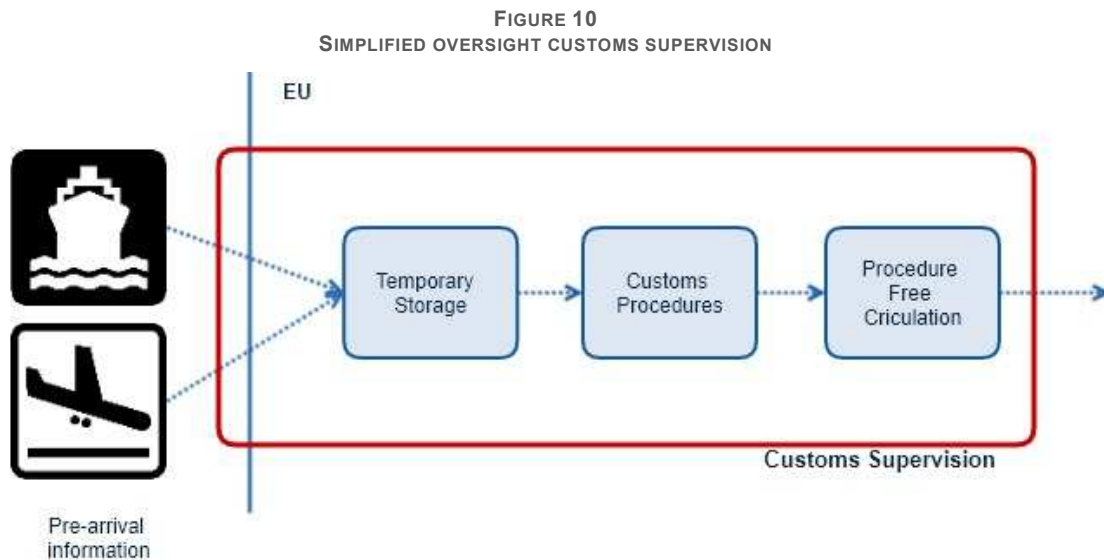 FIGURE 10
SIMPLIFIED OVERSIGHT CUSTOMS SUPERVISION
EU
Temporary
Storage
Customs
Procedures
Procedure
Free
Criculation
Customs Supervision
Pre-arrival
information